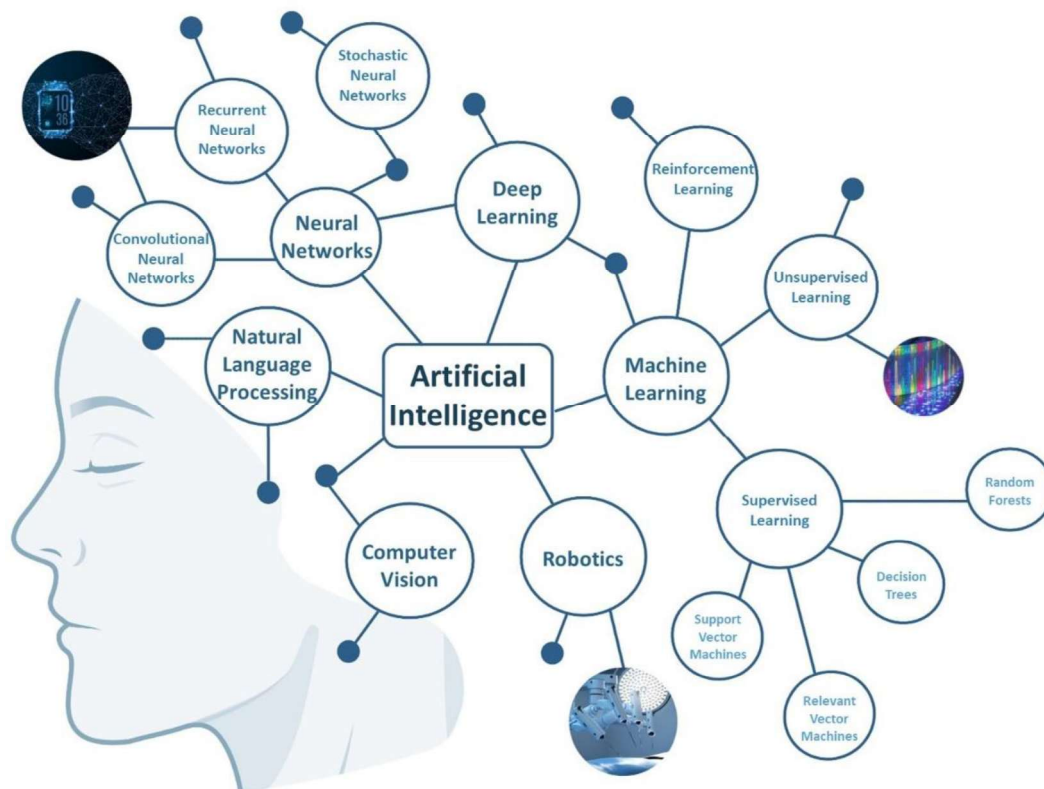 Stochastic
Neural
Networks
10
36
Recurrent
Neural
Networks
Deep
Learning
Reinforcement
Learning
Convolutional
Neural
Networks
Neural
Networks
Unsupervised
Learning
Natural
Language
Processing
Artificial
Intelligence
Machine
Learning
Supervised
Learning
Random
Forests
Computer
Vision
Robotics
Decision
Trees
Support
Vector
Machines
Relevant
Vector
Machines